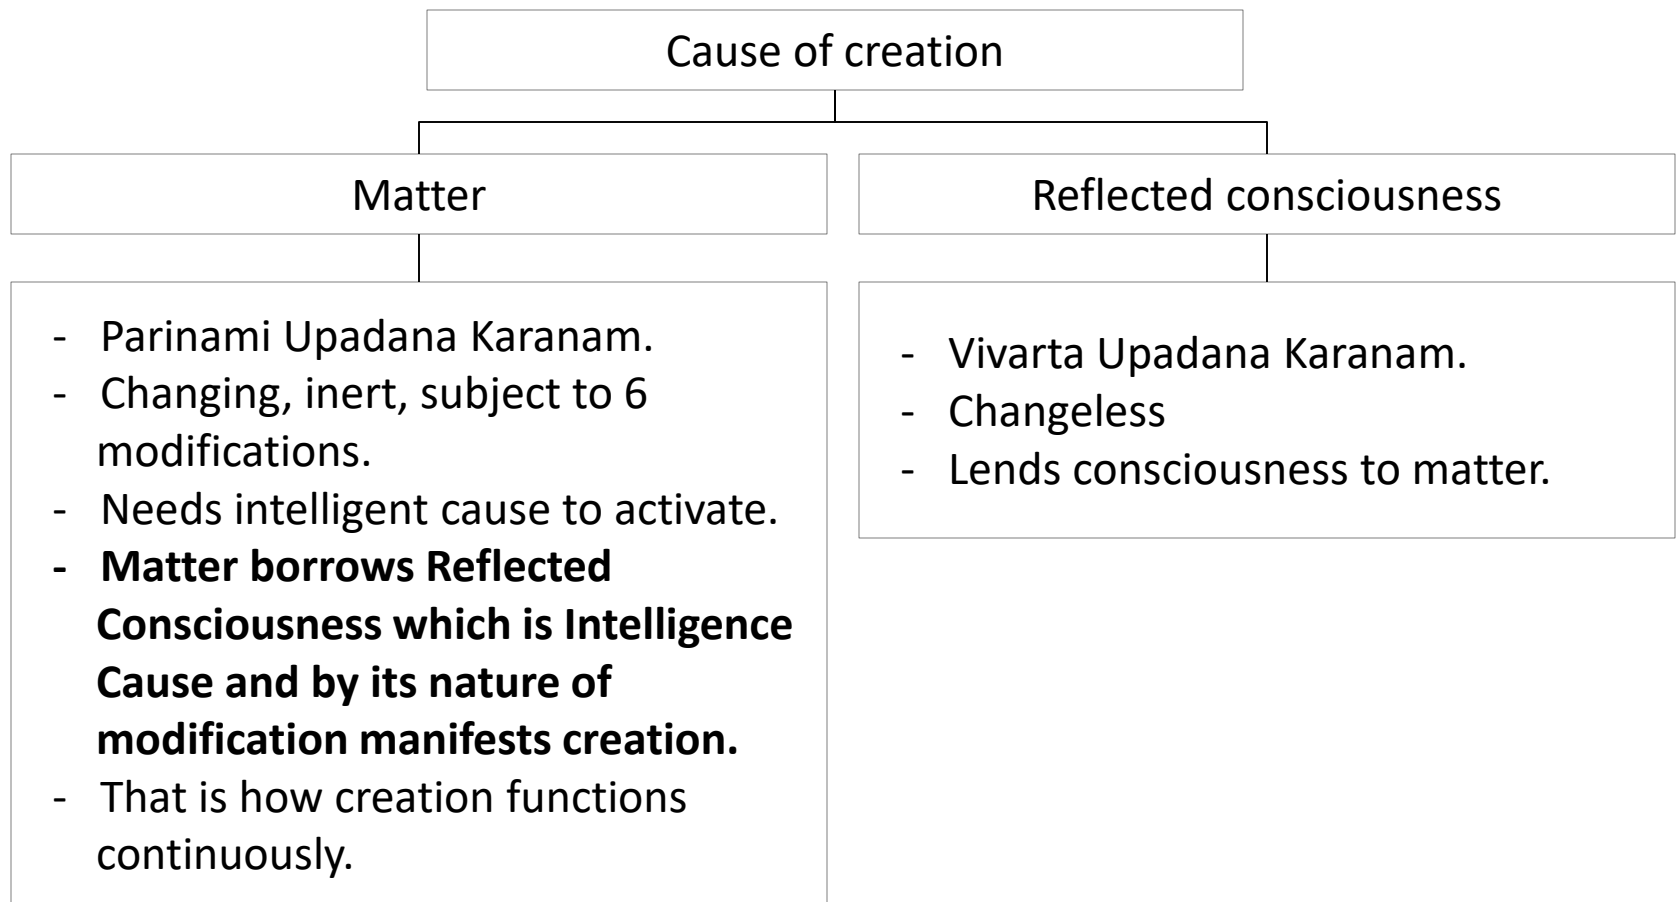 Cause of creation
Matter
Reflected consciousness
- Parinami Upadana Karanam.
- Changing, inert, subject to 6
modifications.
- Needs intelligent cause to activate.
- Matter borrows Reflected
Consciousness which is Intelligence
Cause and by its nature of
modification manifests creation.
- That is how creation functions
continuously.
- Vivarta Upadana Karanam.
- Changeless
- Lends consciousness to matter.